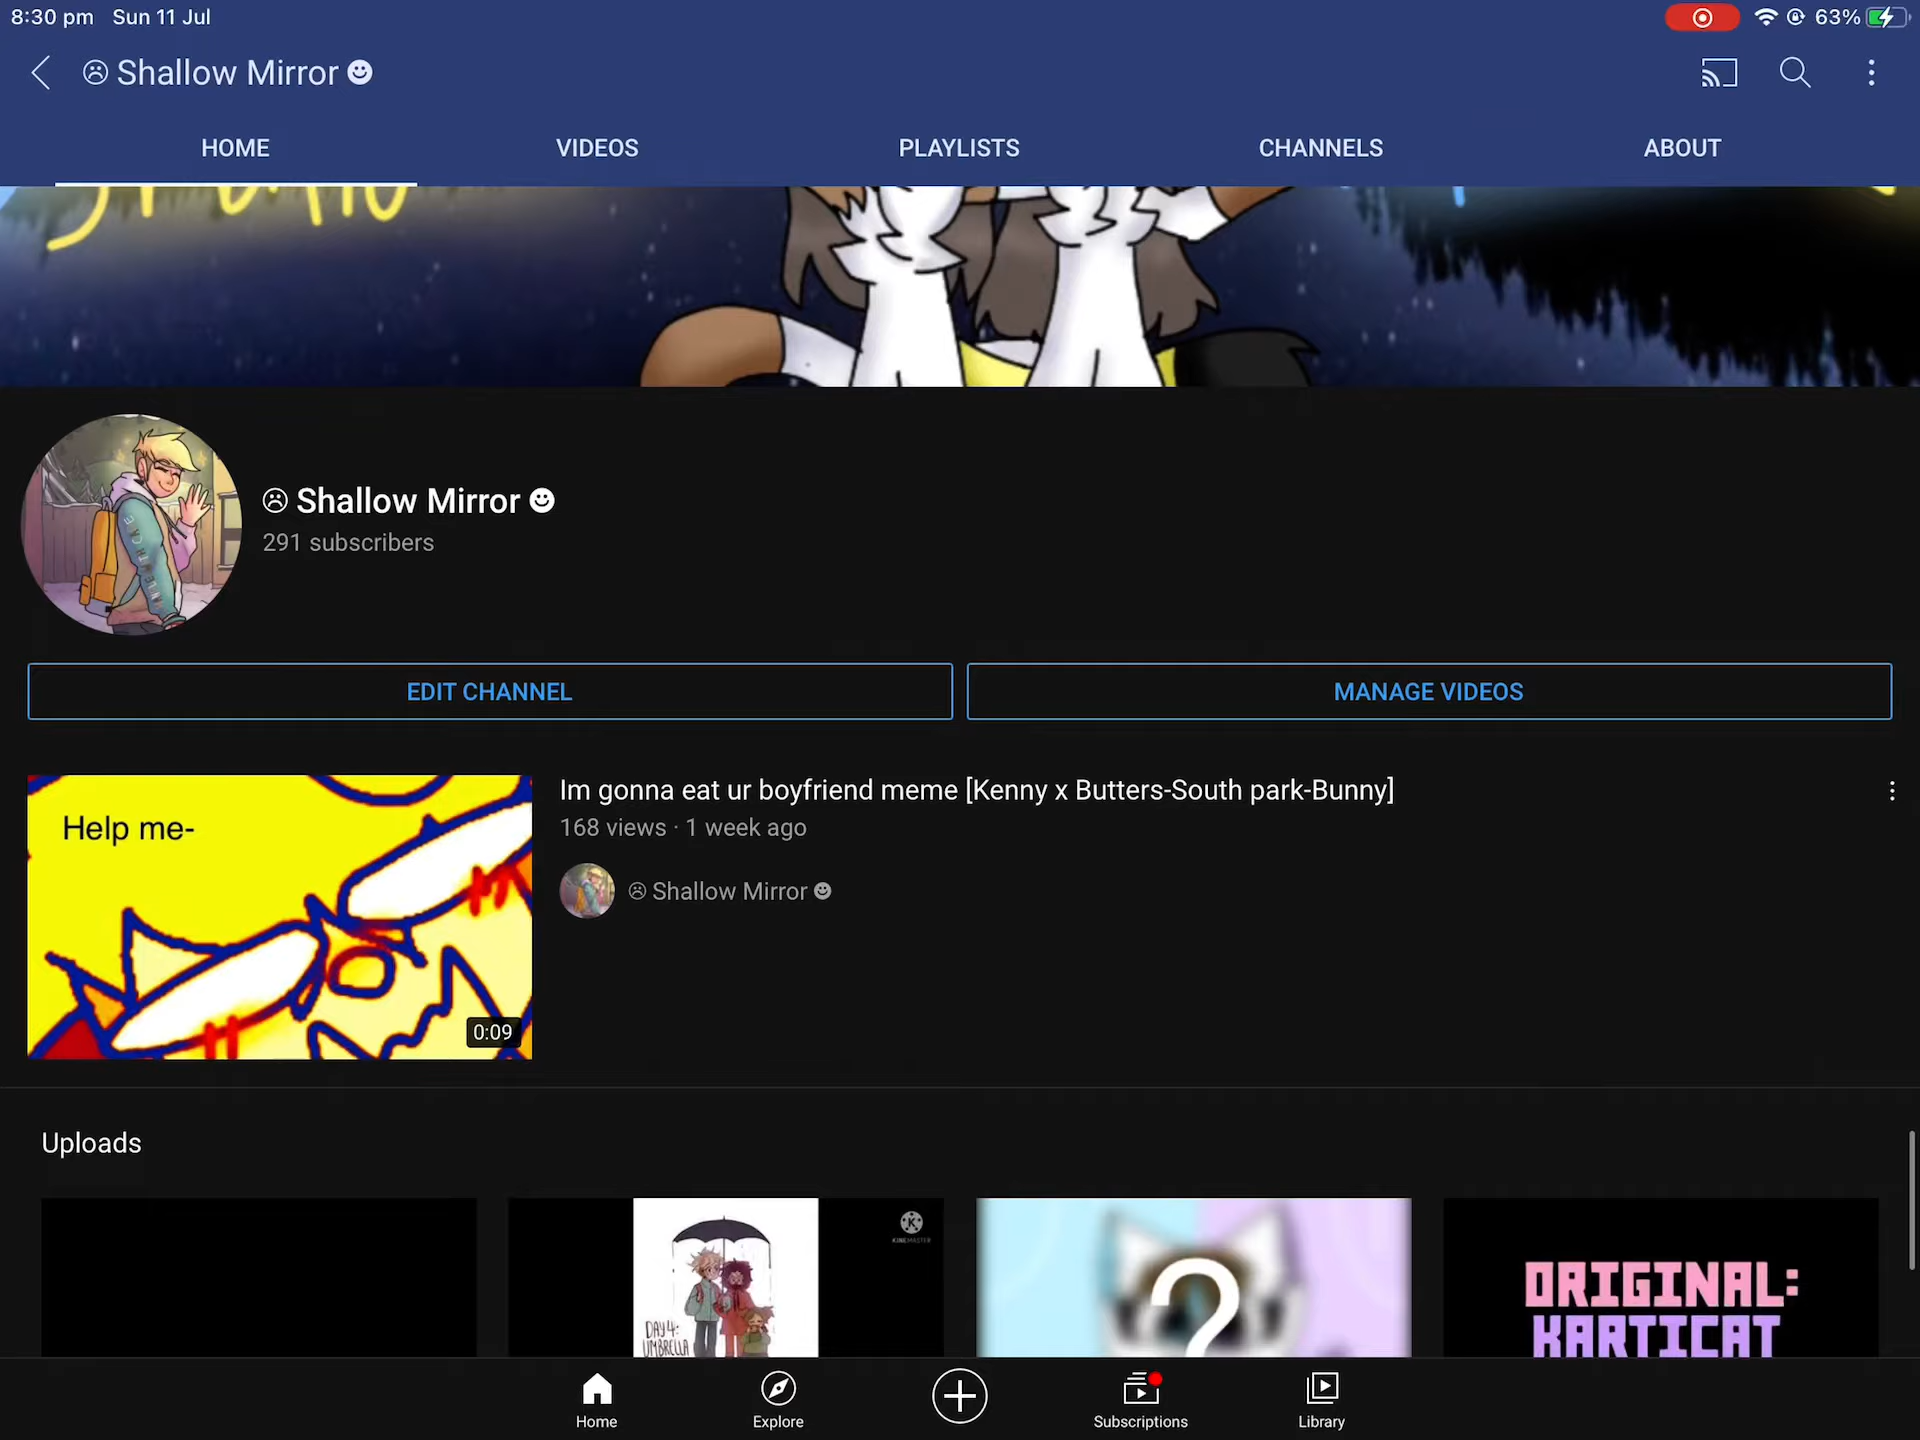 8:30 pm Sun 11 Jul
63%
☹ Shallow Mirror ☻
HOME
VIDEOS
PLAYLISTS
CHANNELS
ABOUT
☹ Shallow Mirror ☻
291 subscribers
EDIT CHANNEL
MANAGE VIDEOS
Help me-
0:09
Im gonna eat ur boyfriend meme [Kenny x Butters-South park-Bunny]
168 views · 1 week ago
☹ Shallow Mirror ☻
Uploads
KINEMASTER
DAY 4:
UMBRELLA
?
ORIGINAL:
KARTICAT
Home
Explore
Subscriptions
Library